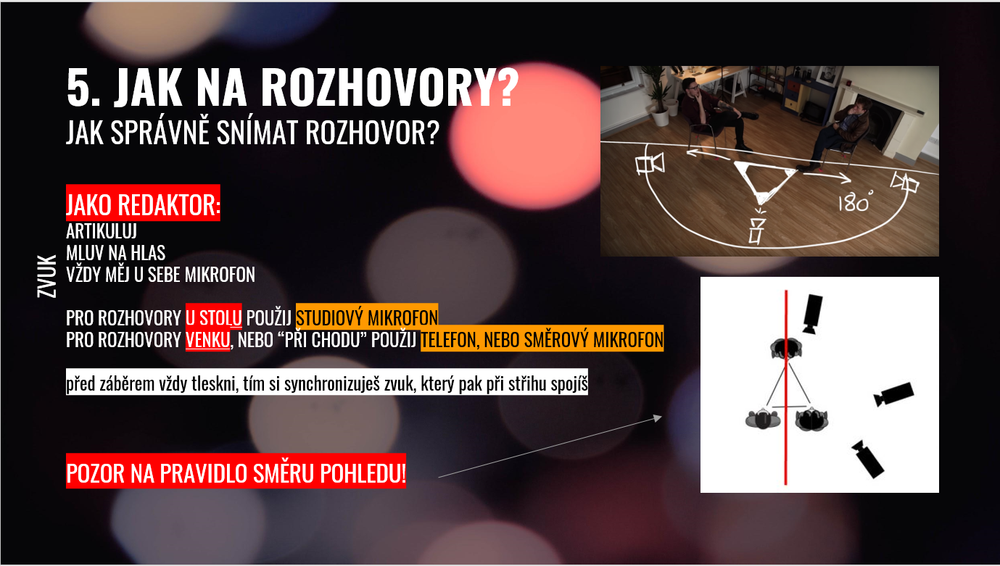 5. JAK NA ROZHOVORY?
JAK SPRÁVNĚ SNÍMAT ROZHOVOR?
ZVUK
JAKO REDAKTOR:
ARTIKULUJ
MLUV NA HLAS
VŽDY MĚJ U SEBE MIKROFON
PRO ROZHOVORY U STOLU POUŽIJ STUDIOVÝ MIKROFON
PRO ROZHOVORY VENKU, NEBO “PŘI CHODU” POUŽIJ TELEFON, NEBO SMĚROVÝ MIKROFON
před záběrem vždy tleskni, tím si synchronizuješ zvuk, který pak při střihu spojíš
POZOR NA PRAVIDLO SMĚRU POHLEDU!
180°